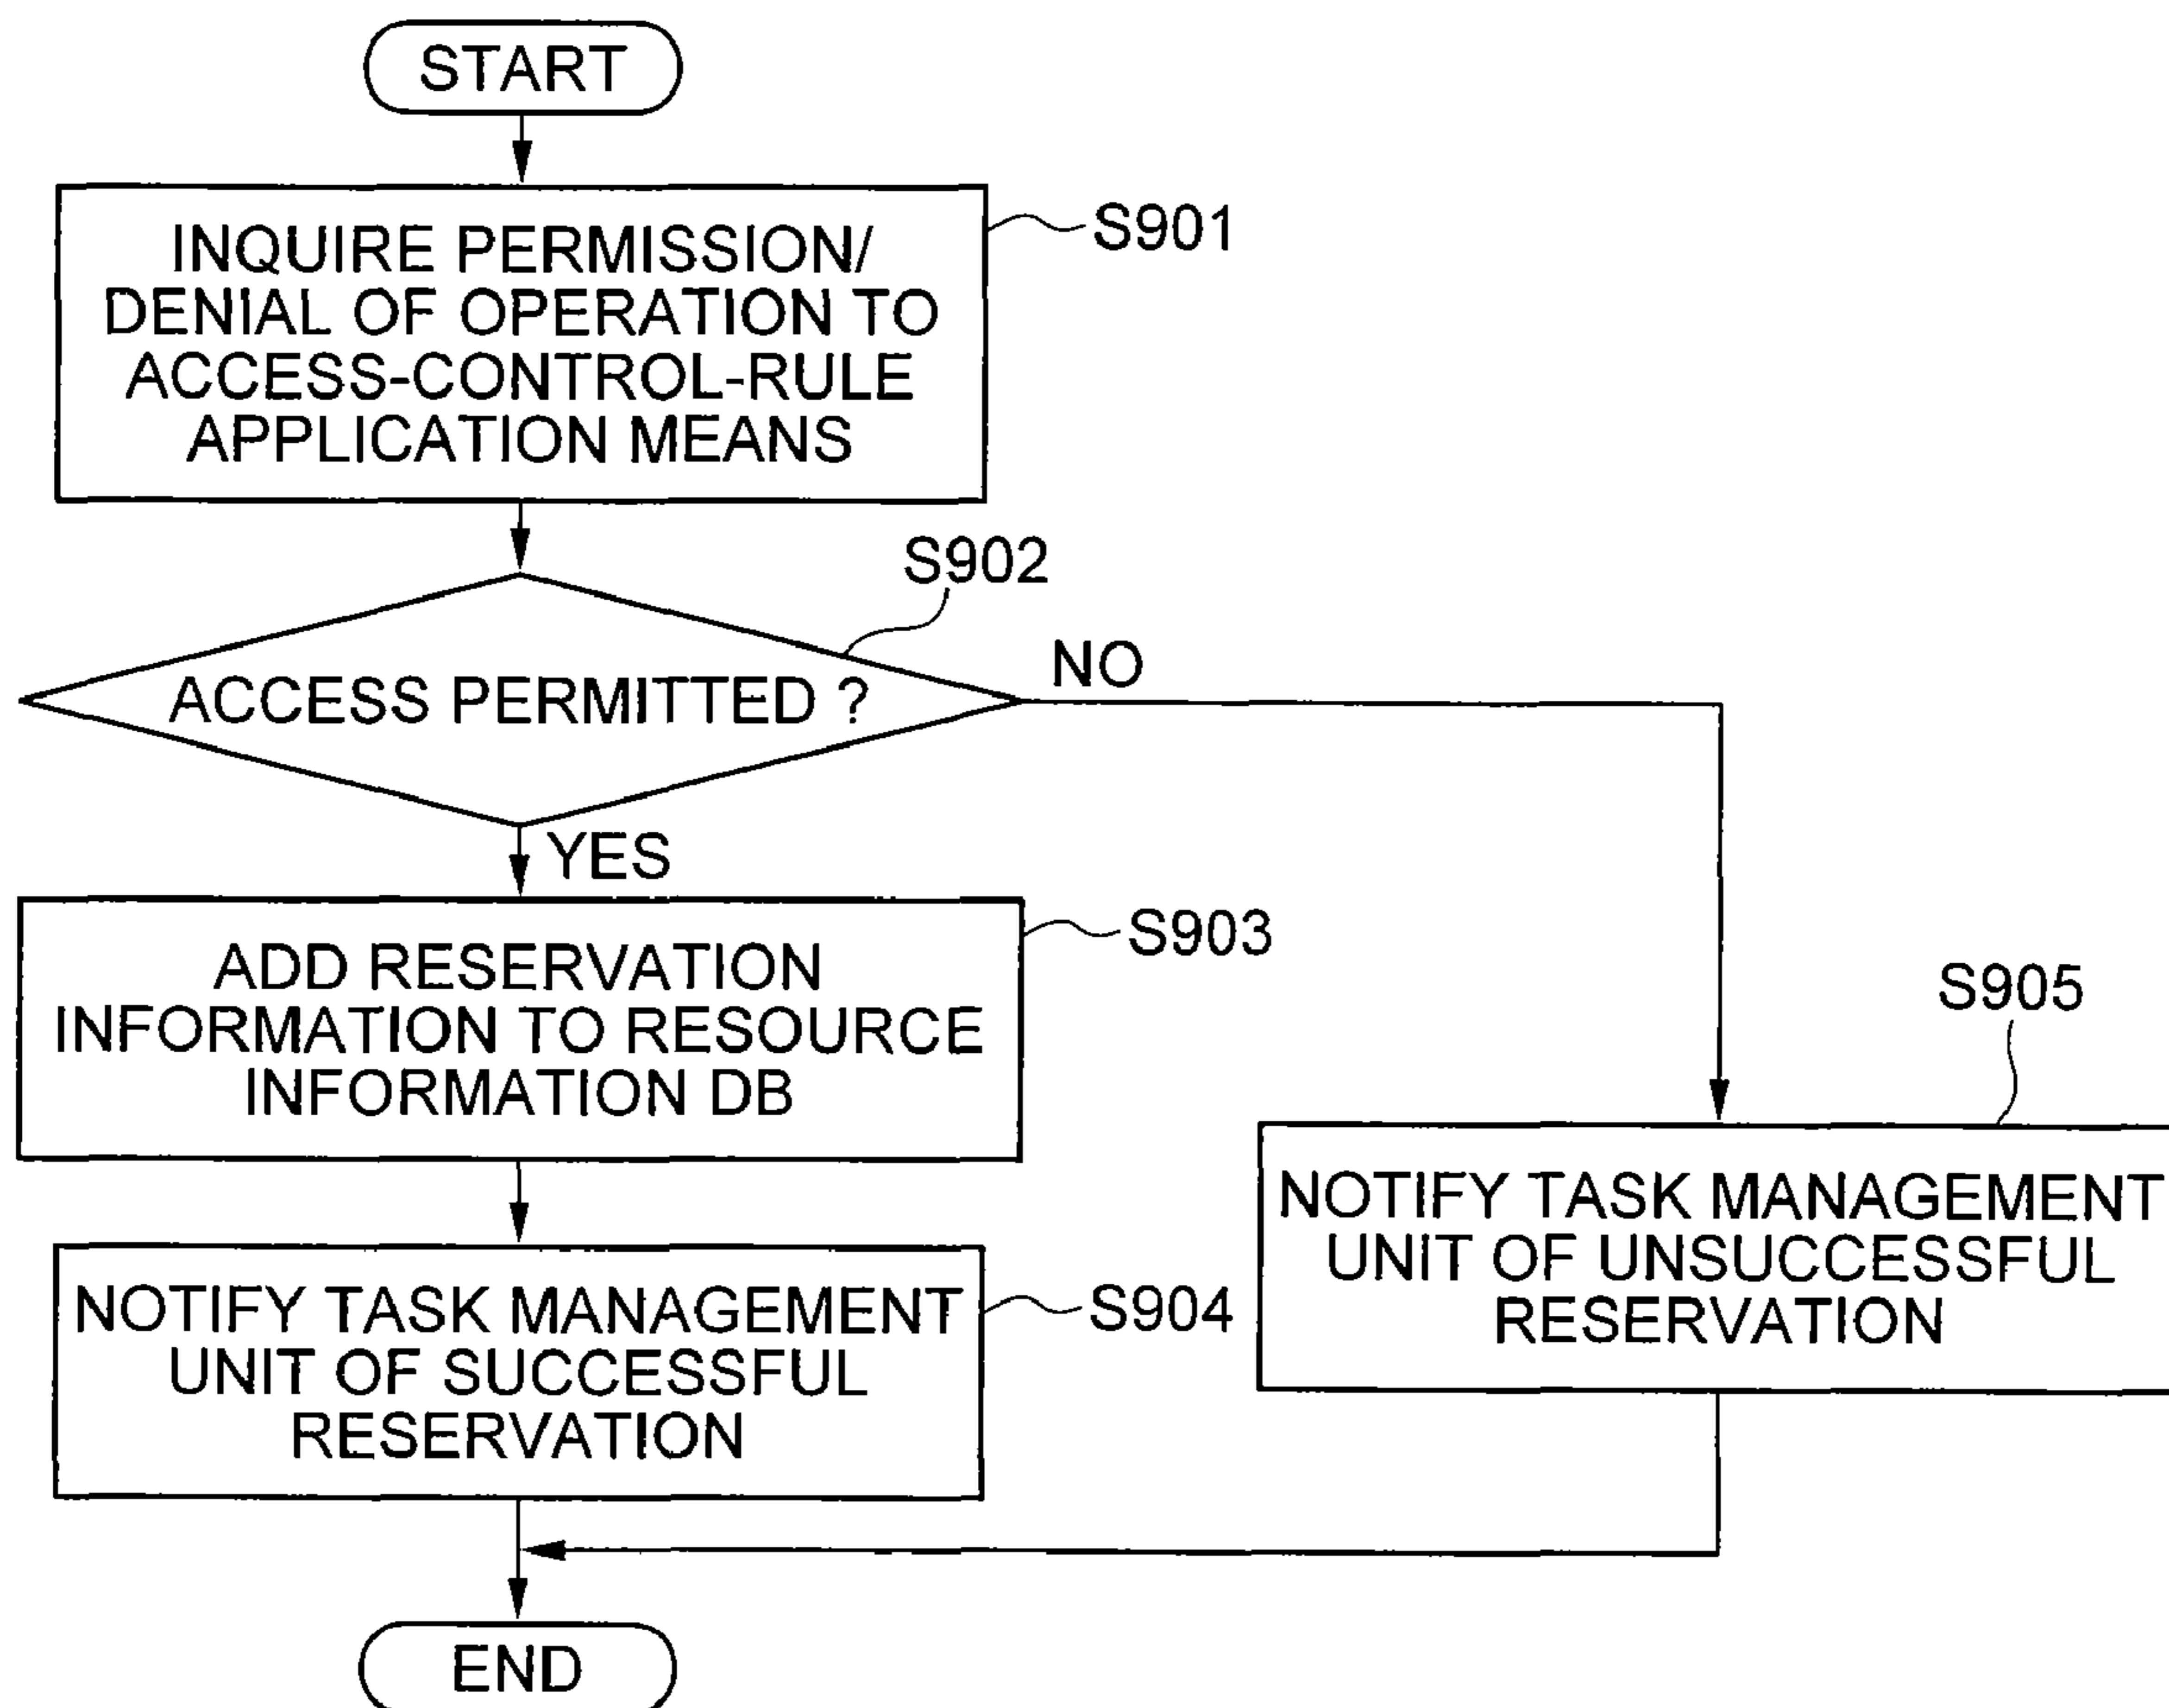 START
INQUIRE PERMISSION/
DENIAL OF OPERATION TO
ACCESS-CONTROL-RULE
APPLICATION MEANS
S901
S902
ACCESS PERMITTED ?
NO
YES
ADD RESERVATION
INFORMATION TO RESOURCE
INFORMATION DB
S903
NOTIFY TASK MANAGEMENT
UNIT OF SUCCESSFUL
RESERVATION
S904
S905
NOTIFY TASK MANAGEMENT
UNIT OF UNSUCCESSFUL
RESERVATION
END